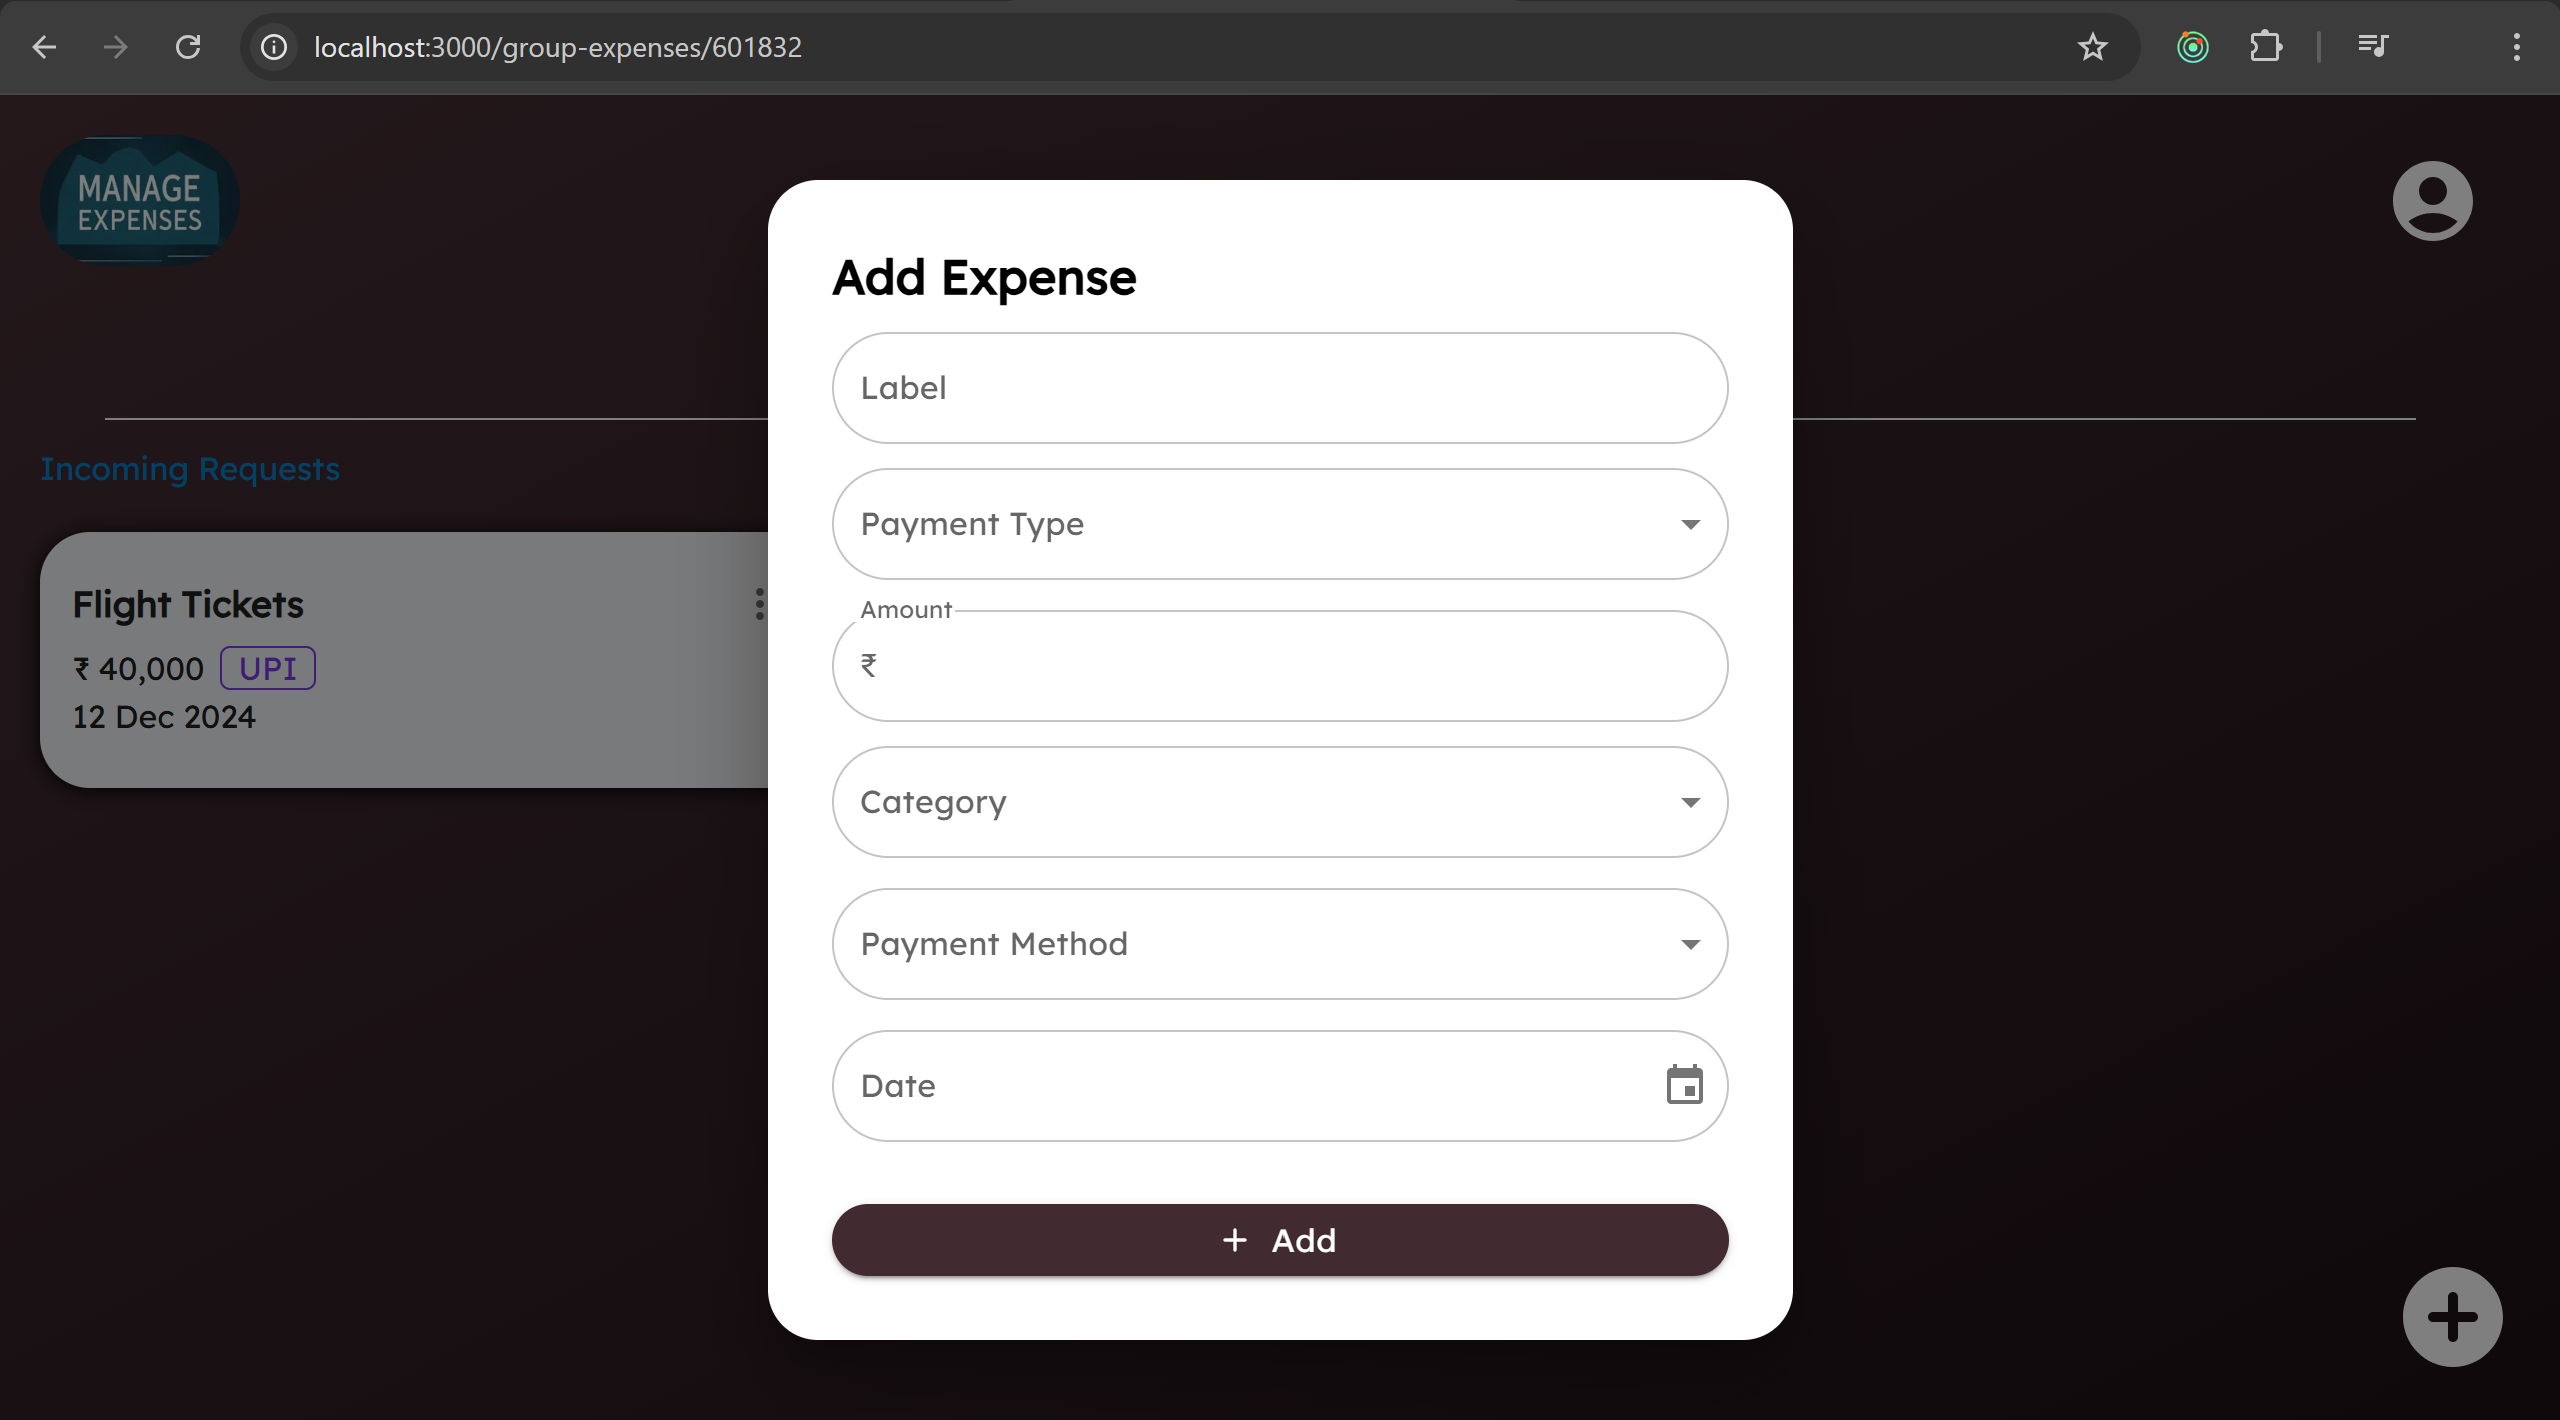 localhost:3000/group-expenses/601832
MANAGE
EXPENSES
Incoming Requests
Flight Tickets
₹ 40,000 UPI
12 Dec 2024
Add Expense
Label
Payment Type
Amount
₹
Category
Payment Method
Date
+ Add